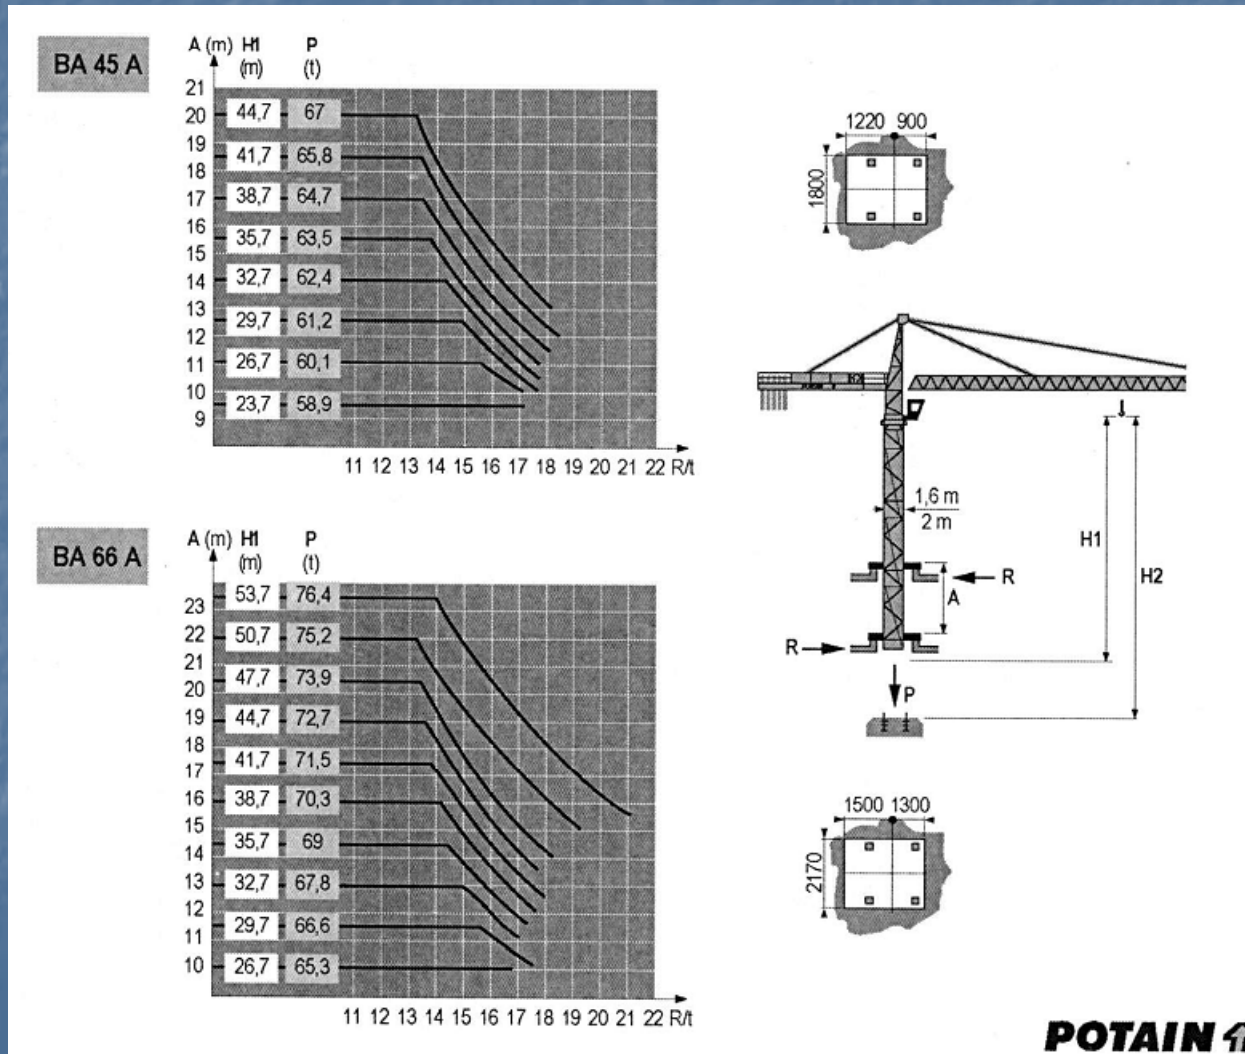 BA 45 A
A (m) H1 P
(m) (t)
21
20 44,7 67
19
41,7 65,8
18
17 38,7 64,7
16
35,7 63,5
15
14 32,7 62,4
13
29,7 61,2
12
11 26,7 60,1
10
23,7 58,9
9
11 12 13 14 15 16 17 18 19 20 21 22 R/t
1220 900
1800
1,6 m
2 m
H1
H2
R
A
R
P
BA 66 A
A (m) H1 P
(m) (t)
53,7 76,4
23
22 50,7 75,2
21
47,7 73,9
20
19 44,7 72,7
18
41,7 71,5
17
16 38,7 70,3
15
35,7 69
14
13 32,7 67,8
12
29,7 66,6
11
10 26,7 65,3
11 12 13 14 15 16 17 18 19 20 21 22 R/t
1500 1300
2170
POTAIN